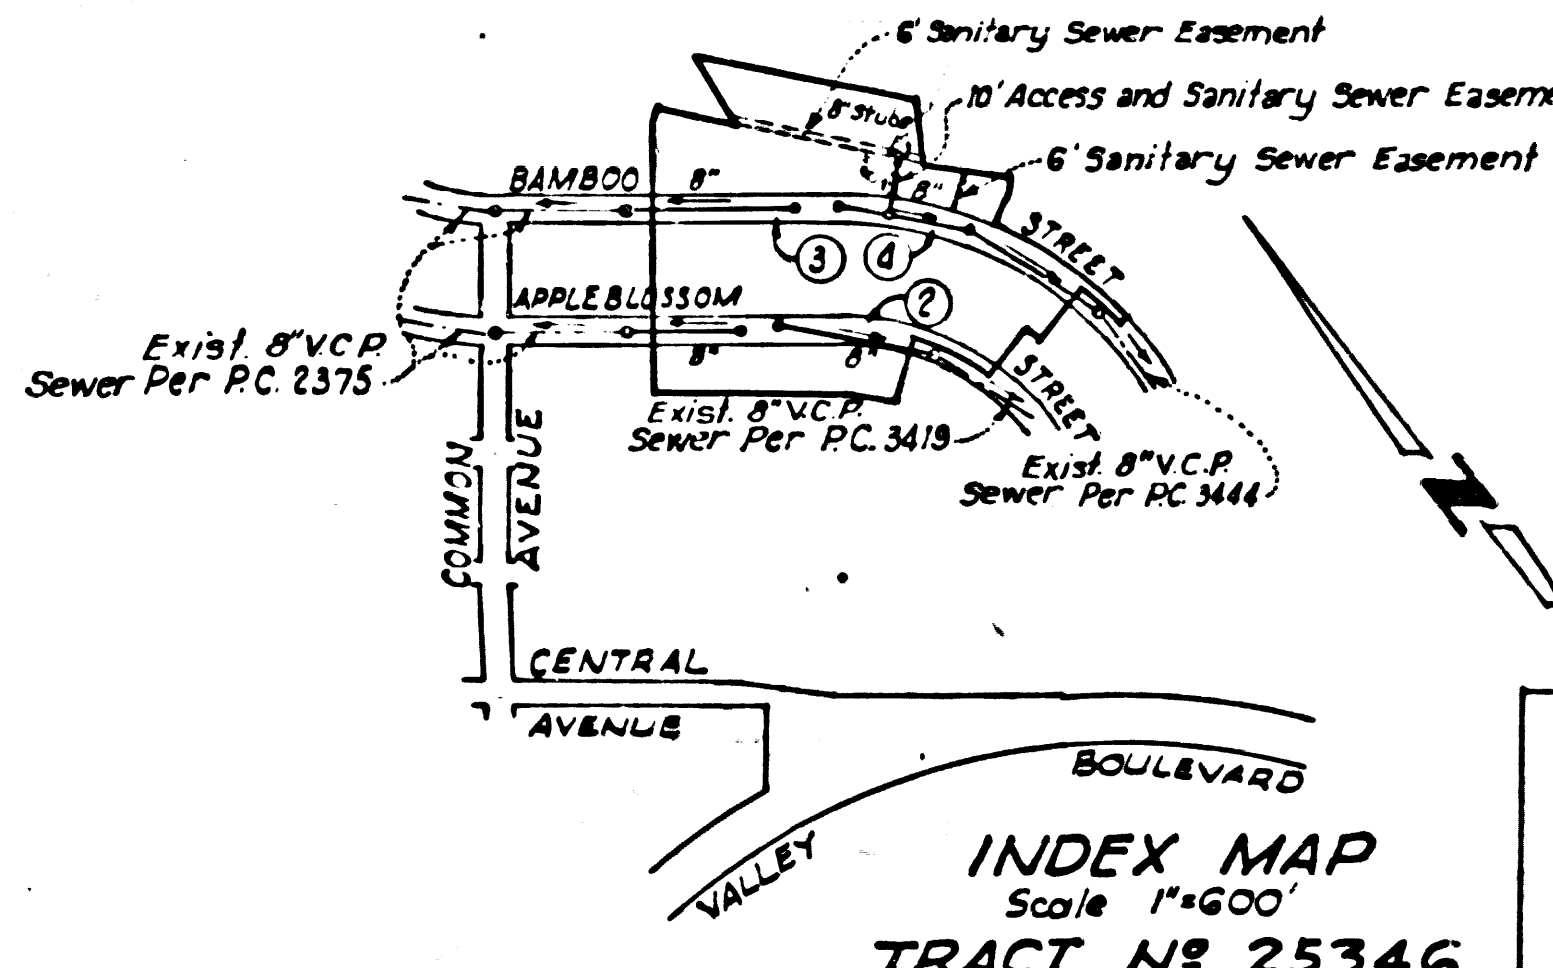 6' Sanitary Sewer Easement
10' Access and Sanitary Sewer Easeme
8" Stubs
6' Sanitary Sewer Easement
BAMBOO
8"
8"
STREET
3
4
APPLEBLOSSOM
2
Exist. 8" V.C.P.
Sewer Per P.C. 2375
8"
8"
STREET
Exist. 8" V.C.P.
Sewer Per P.C. 3419
Exist. 8" V.C.P.
Sewer Per P.C. 3444
COMMON
AVENUE
N
CENTRAL
AVENUE
BOULEVARD
VALLEY
INDEX MAP
Scale 1"=600'
TRACT Nº 25346